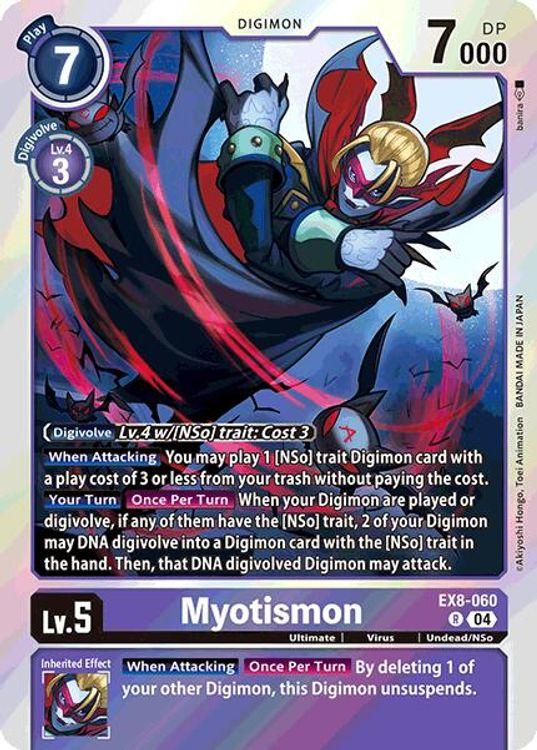 DIGIMON
Play
7
DP
7000
Digivolve
Lv.4
3
banira
Digivolve Lv.4 w/[NSo] trait: Cost 3
When Attacking You may play 1 [NSo] trait Digimon card with
a play cost of 3 or less from your trash without paying the cost.
Your Turn Once Per Turn When your Digimon are played or
digivolve, if any of them have the [NSo] trait, 2 of your Digimon
may DNA digivolve into a Digimon card with the [NSo] trait in
the hand. Then, that DNA digivolved Digimon may attack.
©Akiyoshi Hongo, Toei Animation BANDAI MADE IN JAPAN
Lv.5
Myotismon
EX8-060
R 04
Ultimate | Virus | Undead/NSo
Inherited Effect
When Attacking Once Per Turn By deleting 1 of
your other Digimon, this Digimon unsuspends.